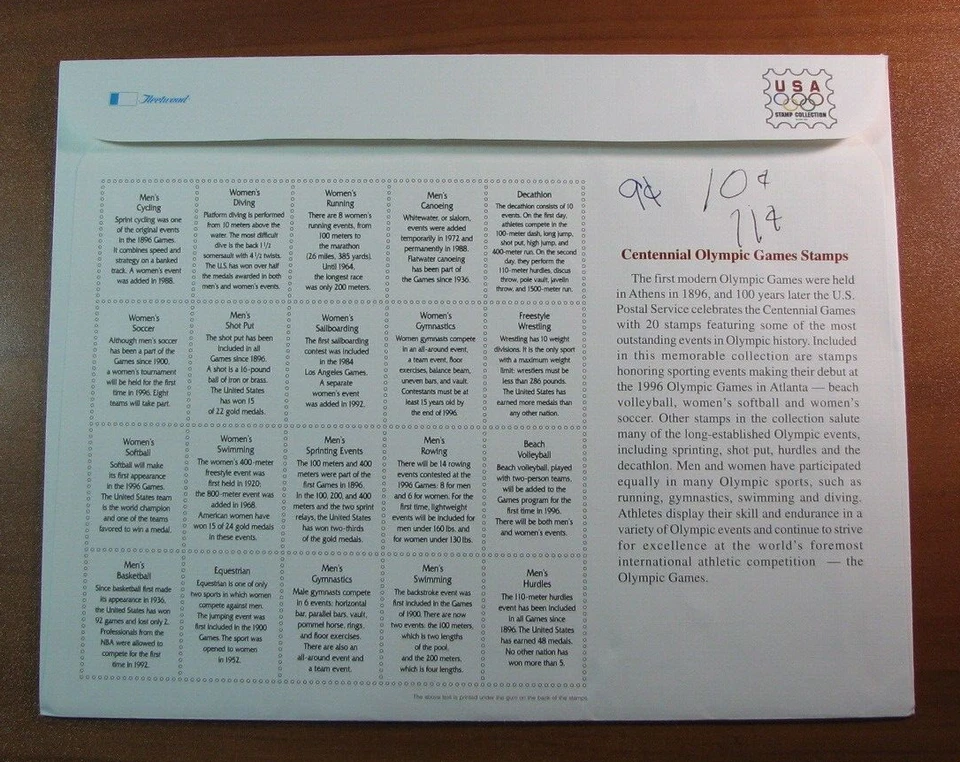 Fleetwood
USA
STAMP COLLECTION
9¢ 10¢
11¢
Men's
Cycling
Sprint cycling was one
of the original events
in the 1896 Games.
It combines speed and
strategy on a banked
track. A women's event
was added in 1988.
Women's
Diving
Platform diving is performed
from 10 meters above the
water. The most difficult
dive is the back 1 1/2
somersault with 4 1/2 twists.
The U.S. has won over half
the medals awarded in both
men's and women's events.
Women's
Running
There are 8 women's
running events, from
100 meters to
the marathon
(26 miles, 385 yards).
Until 1964,
the longest race
was only 200 meters.
Men's
Canoeing
Whitewater, or slalom,
events were added
temporarily in 1972 and
permanently in 1988.
Flatwater canoeing
has been part of
the Games since 1936.
Decathlon
The decathlon consists of 10
events. On the first day,
athletes compete in the
100-meter dash, long jump,
shot put, high jump, and
400-meter run. On the second
day, they perform the
110-meter hurdles, discus
throw, pole vault, javelin
throw, and 1500-meter run.
Women's
Soccer
Although men's soccer
has been a part of the
Games since 1900,
a women's tournament
will be held for the first
time in 1996. Eight
teams will take part.
Men's
Shot Put
The shot put has been
included in all
Games since 1896.
A shot is a 16-pound
ball of iron or brass.
The United States
has won 15
of 22 gold medals.
Women's
Sailboarding
The first sailboarding
contest was included
in the 1984
Los Angeles Games.
A separate
women's event
was added in 1992.
Women's
Gymnastics
Women gymnasts compete
in an all-around event,
a team event, floor
exercises, balance beam,
uneven bars, and vault.
Contestants must be at
least 15 years old by
the end of 1996.
Freestyle
Wrestling
Wrestling has 10 weight
divisions. It is the only sport
with a maximum weight
limit: wrestlers must be
less than 286 pounds.
The United States has
earned more medals than
any other nation.
Women's
Softball
Softball will make
its first appearance
in the 1996 Games.
The United States team
is the world champion
and one of the teams
favored to win a medal.
Women's
Swimming
The women's 400-meter
freestyle event was
first held in 1920;
the 800-meter event was
added in 1968.
American women have
won 15 of 24 gold medals
in these events.
Men's
Sprinting Events
The 100 meters and 400
meters were part of the
first Games in 1896.
In the 100, 200, and 400
meters and the two sprint
relays, the United States
has won two-thirds
of the gold medals.
Men's
Rowing
There will be 14 rowing
events contested at the
1996 Games: 8 for men
and 6 for women. For the
first time, lightweight
events will be included for
men under 160 lbs. and
for women under 130 lbs.
Beach
Volleyball
Beach volleyball, played
with two-person teams,
will be added to the
Games program for the
first time in 1996.
There will be both men's
and women's events.
Men's
Basketball
Since basketball first made
its appearance in 1936,
the United States has won
92 games and lost only 2.
Professionals from the
NBA were allowed to
compete for the first
time in 1992.
Equestrian
Equestrian is one of only
two sports in which women
compete against men.
The jumping event was
first included in the 1900
Games. The sport was
opened to women
in 1952.
Men's
Gymnastics
Male gymnasts compete
in 6 events: horizontal
bar, parallel bars, vault,
pommel horse, rings,
and floor exercises.
There are also an
all-around event and
a team event.
Men's
Swimming
The backstroke event was
first included in the Games
of 1900. There are now
two events: the 100 meters,
which is two lengths
of the pool,
and the 200 meters,
which is four lengths.
Men's
Hurdles
The 110-meter hurdles
event has been included
in all Games since
1896. The United States
has earned 48 medals.
No other nation has
won more than 5.
The above text is printed under the gum on the back of the stamps.
Centennial Olympic Games Stamps
The first modern Olympic Games were held
in Athens in 1896, and 100 years later the U.S.
Postal Service celebrates the Centennial Games
with 20 stamps featuring some of the most
outstanding events in Olympic history. Included
in this memorable collection are stamps
honoring sporting events making their debut at
the 1996 Olympic Games in Atlanta — beach
volleyball, women's softball and women's
soccer. Other stamps in the collection salute
many of the long-established Olympic events,
including sprinting, shot put, hurdles and the
decathlon. Men and women have participated
equally in many Olympic sports, such as
running, gymnastics, swimming and diving.
Athletes display their skill and endurance in a
variety of Olympic events and continue to strive
for excellence at the world's foremost
international athletic competition — the
Olympic Games.